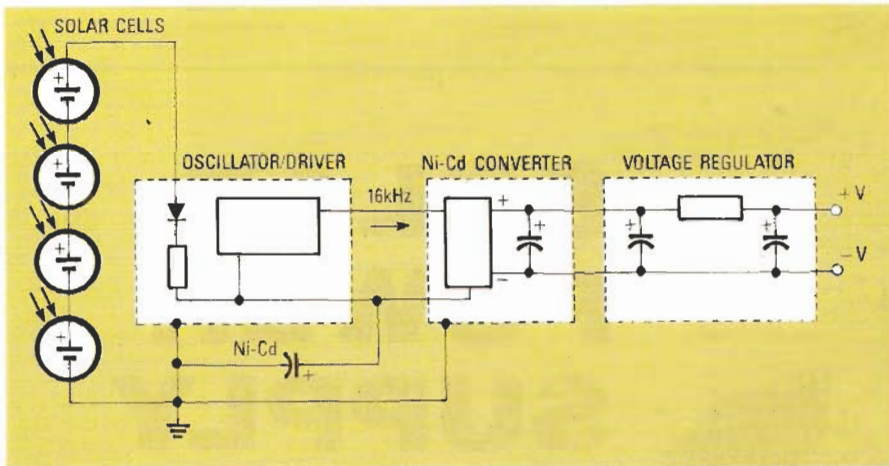 SOLAR CELLS
OSCILLATOR/DRIVER
Ni-Cd CONVERTER
VOLTAGE REGULATOR
16kHz
+V
−V
Ni-Cd